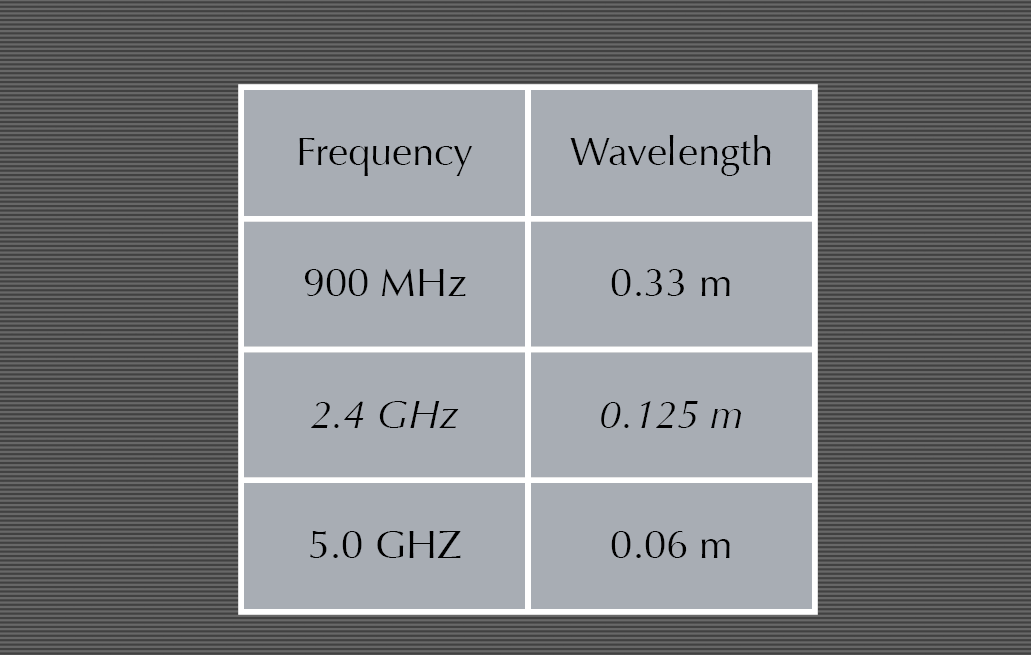 Frequency Wavelength
900 MHz 0.33 m
2.4 GHz 0.125 m
5.0 GHZ 0.06 m